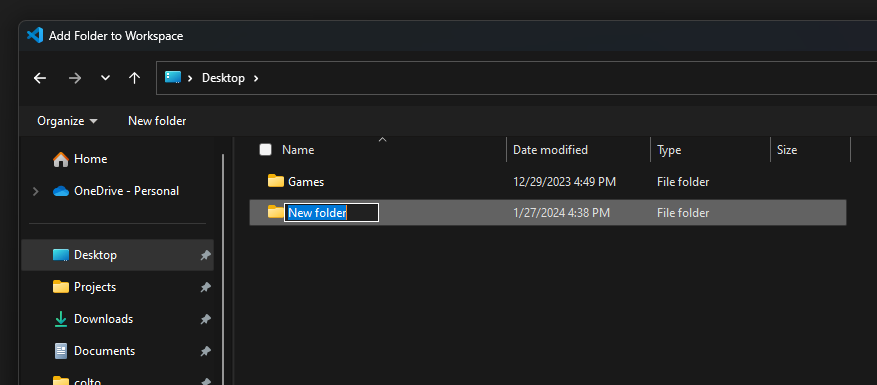 Add Folder to Workspace
Desktop
Organize New folder
Name Date modified Type Size
Home
OneDrive - Personal
Games 12/29/2023 4:49 PM File folder
New folder 1/27/2024 4:38 PM File folder
Desktop
Projects
Downloads
Documents
colto